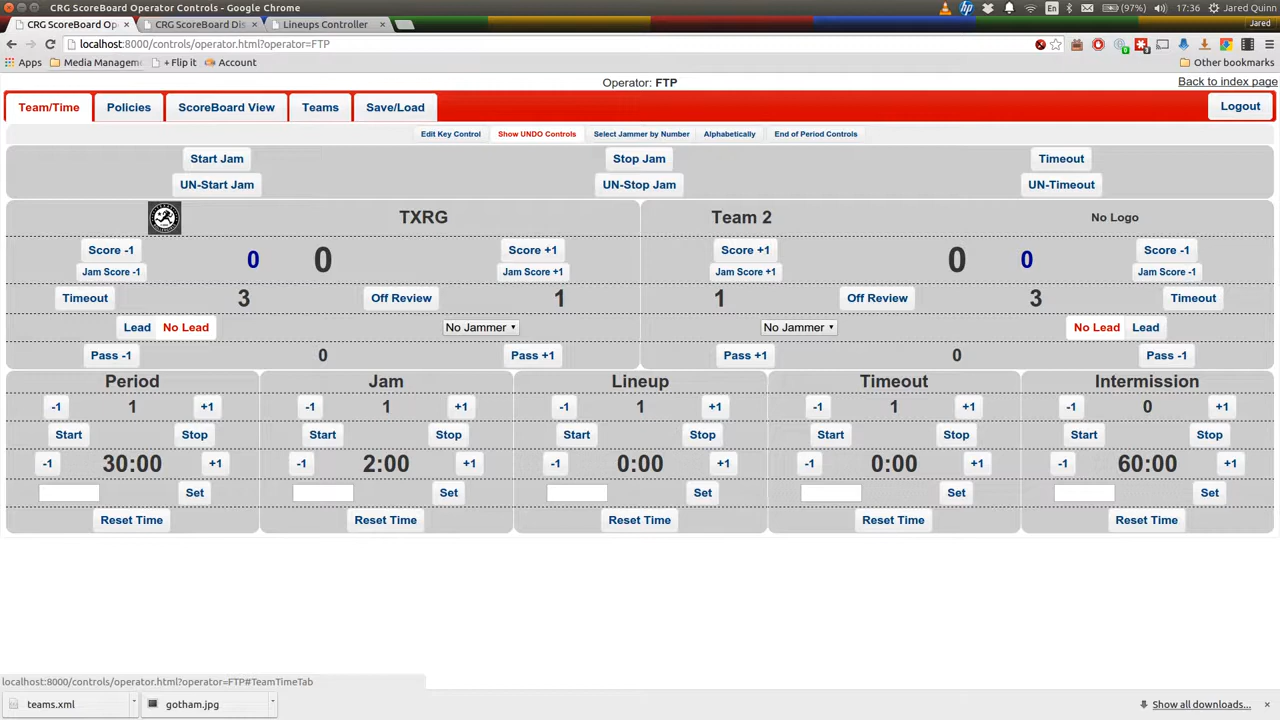 CRG ScoreBoard Operator Controls - Google Chrome
En (97%) 17:36 Jared Quinn
CRG ScoreBoard Op × CRG ScoreBoard Dis × Lineups Controller × Jared
localhost:8000/controls/operator.html?operator=FTP
Apps Media Managem + Flip it Account Other bookmarks
Operator: FTP Back to index page
Team/Time Policies ScoreBoard View Teams Save/Load Logout
Edit Key Control Show UNDO Controls Select Jammer by Number Alphabetically End of Period Controls
Start Jam Stop Jam Timeout
UN-Start Jam UN-Stop Jam UN-Timeout
TXRG Team 2 No Logo
Score -1 0 0 Score +1 Score +1 0 0 Score -1
Jam Score -1 Jam Score +1 Jam Score +1 Jam Score -1
Timeout 3 Off Review 1 1 Off Review 3 Timeout
Lead No Lead No Jammer No Jammer No Lead Lead
Pass -1 0 Pass +1 Pass +1 0 Pass -1
Period Jam Lineup Timeout Intermission
-1 1 +1 -1 1 +1 -1 1 +1 -1 1 +1 -1 0 +1
Start Stop Start Stop Start Stop Start Stop Start Stop
-1 30:00 +1 -1 2:00 +1 -1 0:00 +1 -1 0:00 +1 -1 60:00 +1
Set Set Set Set Set
Reset Time Reset Time Reset Time Reset Time Reset Time
localhost:8000/controls/operator.html?operator=FTP#TeamTimeTab
teams.xml gotham.jpg Show all downloads... ×